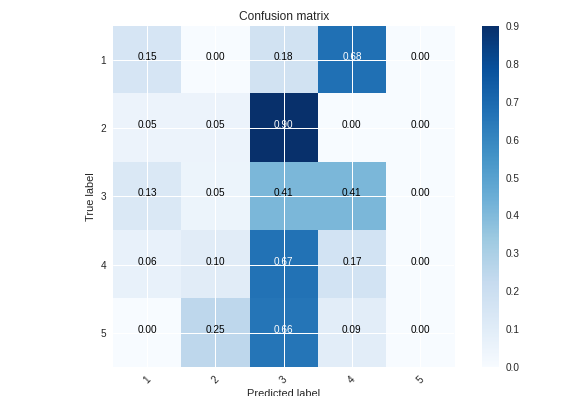 Confusion matrix
0.9
1 0.15 0.00 0.18 0.68 0.00
0.8
0.7
2 0.05 0.05 0.90 0.00 0.00
0.6
True label
0.5
3 0.13 0.05 0.41 0.41 0.00
0.4
0.3
4 0.06 0.10 0.67 0.17 0.00
0.2
5 0.00 0.25 0.66 0.09 0.00
0.1
0.0
1 2 3 4 5
Predicted label